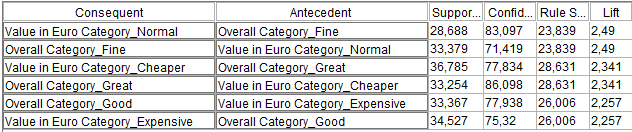 Consequent Antecedent Suppor... Confid... Rule S... Lift
Value in Euro Category_Normal Overall Category_Fine 28,688 83,097 23,839 2,49
Overall Category_Fine Value in Euro Category_Normal 33,379 71,419 23,839 2,49
Value in Euro Category_Cheaper Overall Category_Great 36,785 77,834 28,631 2,341
Overall Category_Great Value in Euro Category_Cheaper 33,254 86,098 28,631 2,341
Overall Category_Good Value in Euro Category_Expensive 33,367 77,938 26,006 2,257
Value in Euro Category_Expensive Overall Category_Good 34,527 75,32 26,006 2,257